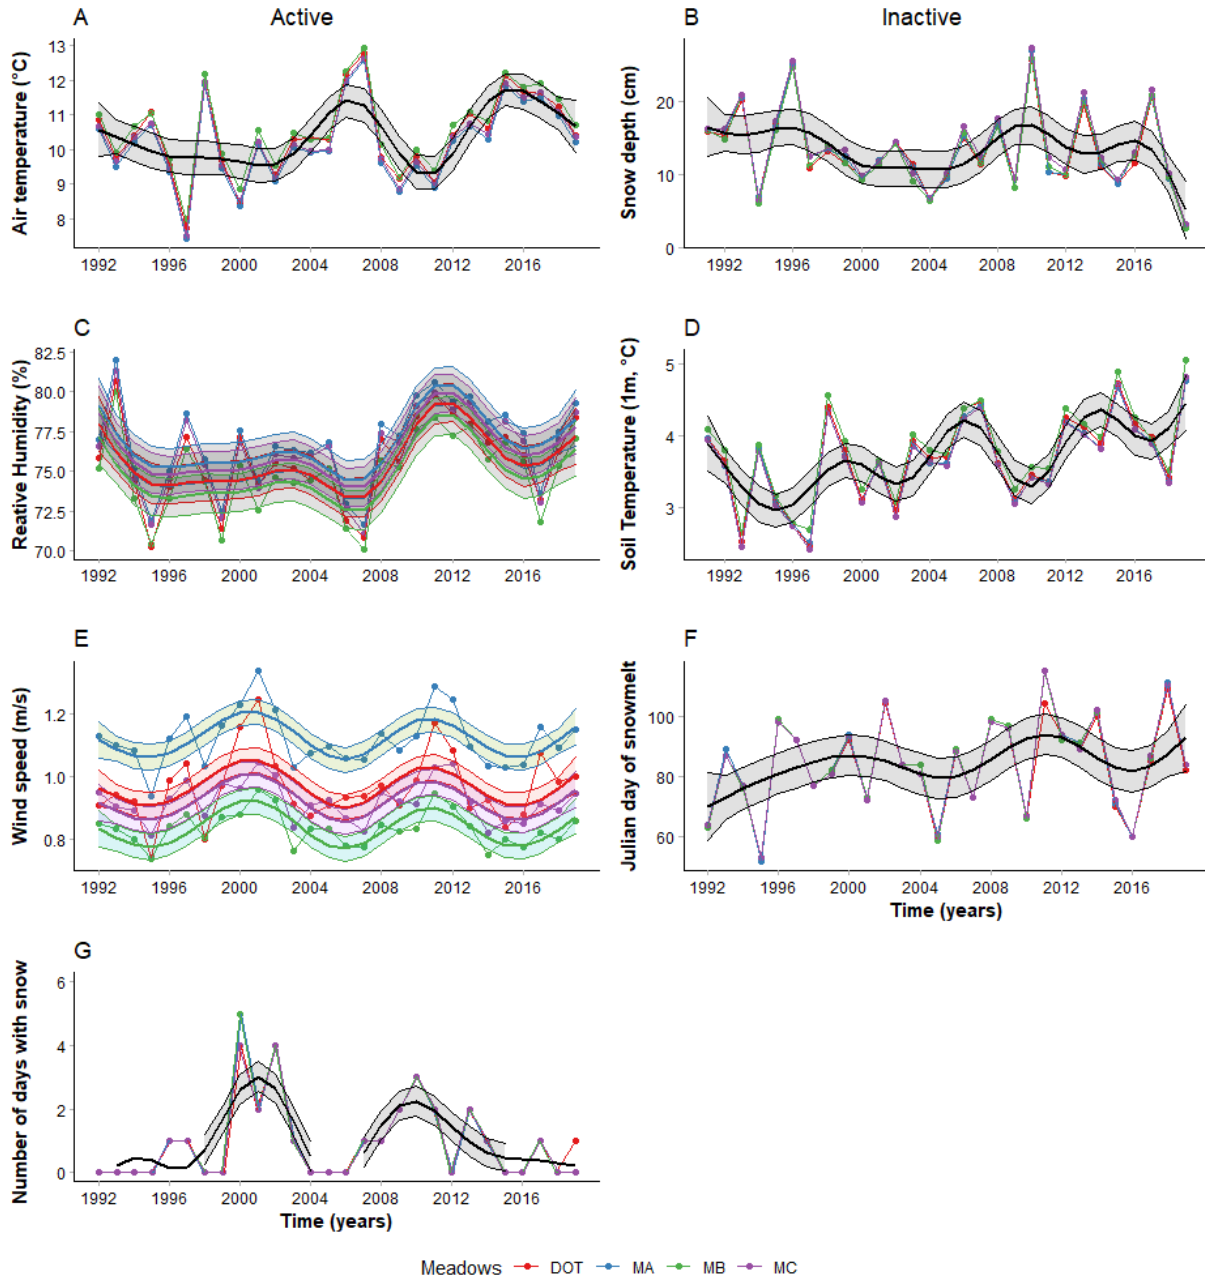 A Active B Inactive
Air temperature (°C)
13
12
11
10
9
8
1992 1996 2000 2004 2008 2012 2016
Snow depth (cm)
20
10
0
1992 1996 2000 2004 2008 2012 2016
C
Reative Humidity (%)
82.5
80.0
77.5
75.0
72.5
70.0
1992 1996 2000 2004 2008 2012 2016
D
Soil Temperature (1m, °C)
5
4
3
1992 1996 2000 2004 2008 2012 2016
E
Wind speed (m/s)
1.2
1.0
0.8
1992 1996 2000 2004 2008 2012 2016
F
Julian day of snowmelt
100
80
60
1992 1996 2000 2004 2008 2012 2016
Time (years)
G
Number of days with snow
6
4
2
0
1992 1996 2000 2004 2008 2012 2016
Time (years)
Meadows DOT MA MB MC